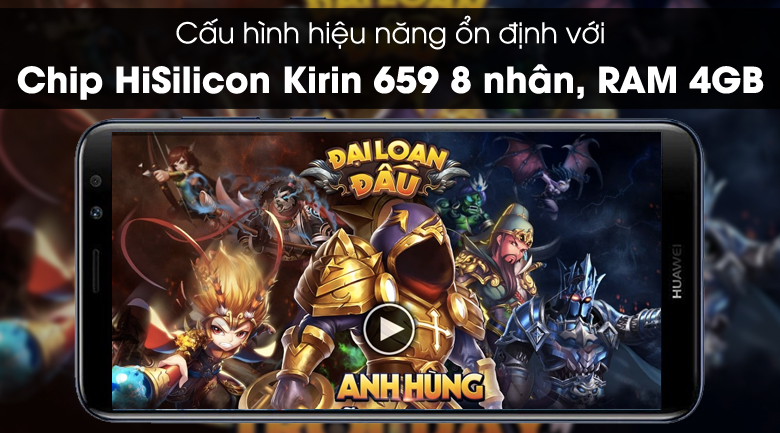 Cấu hình hiệu năng ổn định với
Chip HiSilicon Kirin 659 8 nhân, RAM 4GB
ĐẠI LOẠN
ĐẤU
HUAWEI
ANH HÙNG